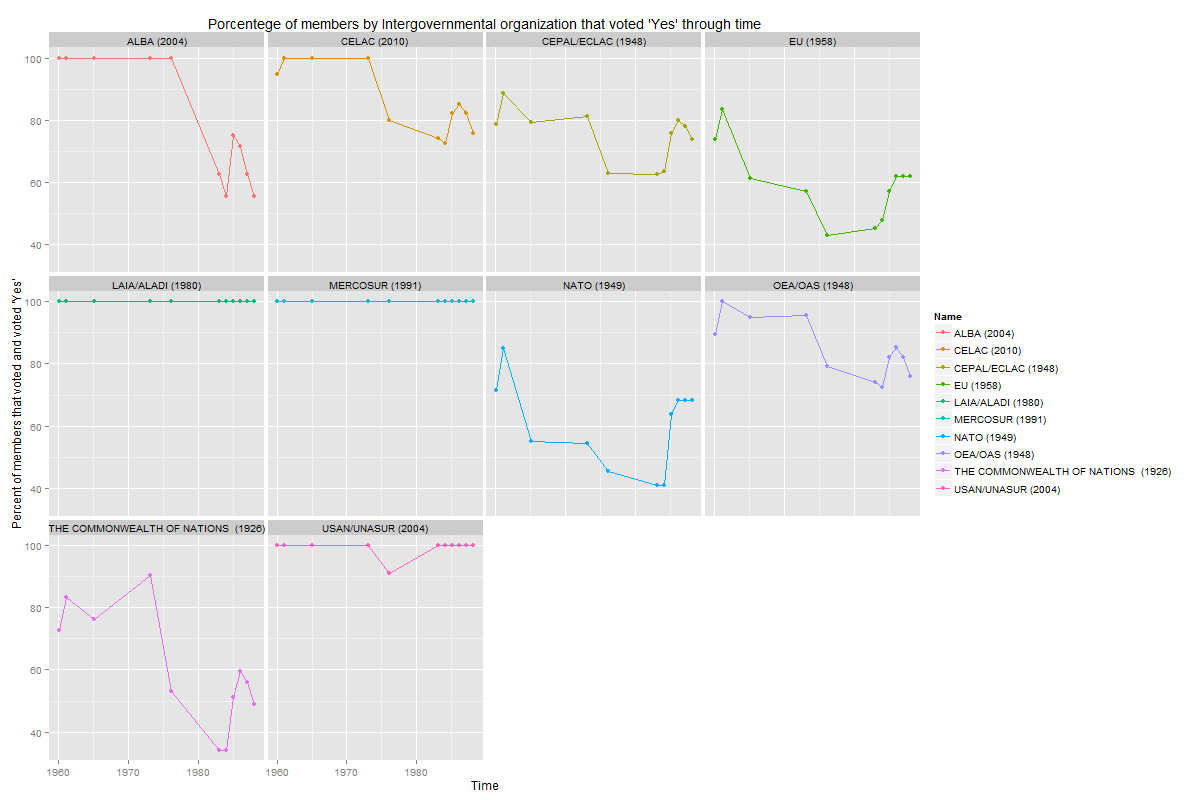 Porcentege of members by Intergovernmental organization that voted 'Yes' through time
ALBA (2004)
CELAC (2010)
CEPAL/ECLAC (1948)
EU (1958)
100
80
60
40
LAIA/ALADI (1980)
MERCOSUR (1991)
NATO (1949)
OEA/OAS (1948)
100
80
60
40
THE COMMONWEALTH OF NATIONS (1926)
USAN/UNASUR (2004)
100
80
60
40
1960
1970
1980
1960
1970
1980
Time
Percent of members that voted and voted 'Yes'
Name
ALBA (2004)
CELAC (2010)
CEPAL/ECLAC (1948)
EU (1958)
LAIA/ALADI (1980)
MERCOSUR (1991)
NATO (1949)
OEA/OAS (1948)
THE COMMONWEALTH OF NATIONS (1926)
USAN/UNASUR (2004)